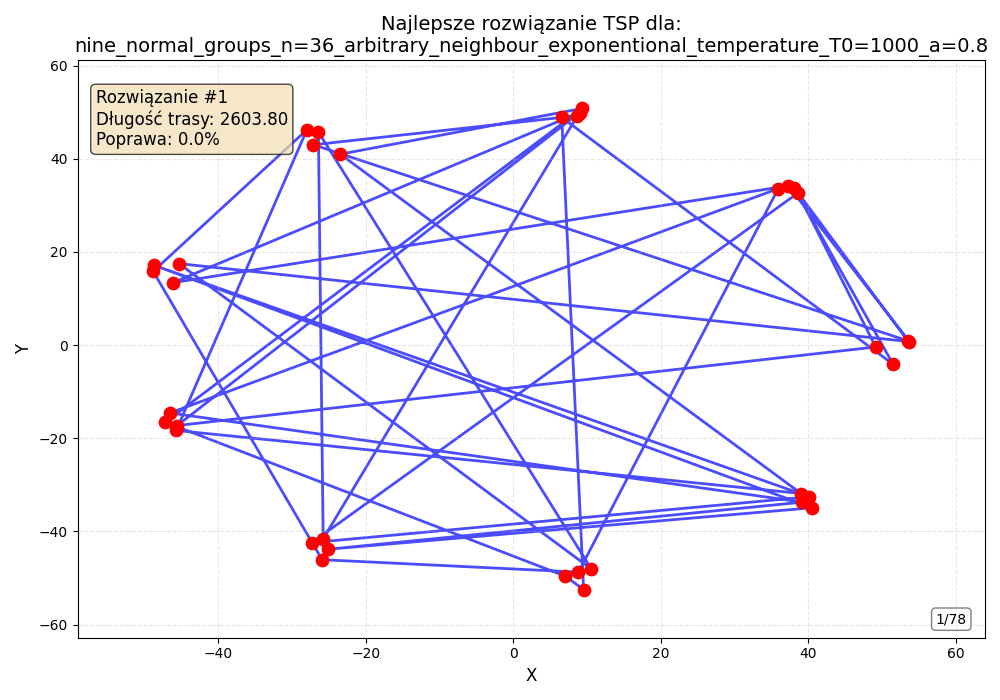 Najlepsze rozwiązanie TSP dla:
nine_normal_groups_n=36_arbitrary_neighbour_exponential_temperature_T0=1000_a=0.8
Rozwiązanie #1
Długość trasy: 2603.80
Poprawa: 0.0%
60
40
20
0
−20
−40
−60
Y
−40
−20
0
20
40
60
X
1/78